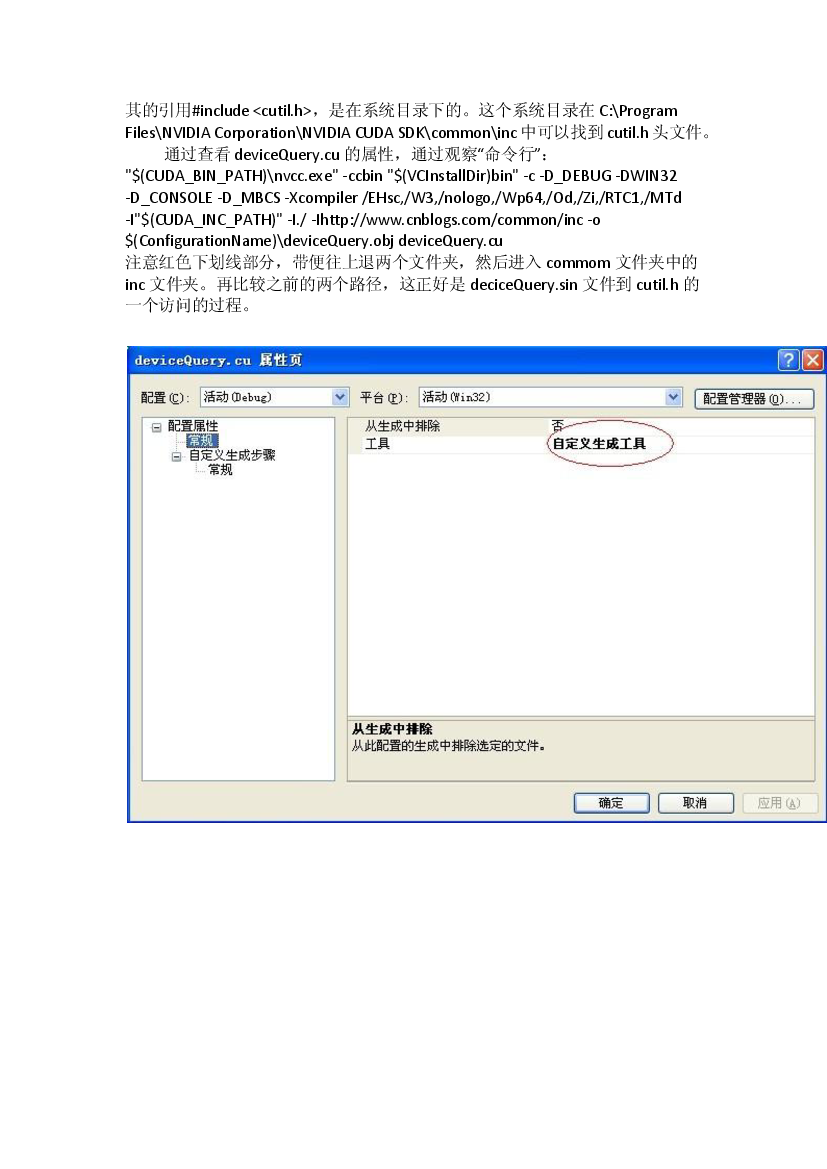 其的引用#include <cutil.h>，是在系统目录下的。这个系统目录在 C:\Program
Files\NVIDIA Corporation\NVIDIA CUDA SDK\common\inc 中可以找到 cutil.h 头文件。
通过查看 deviceQuery.cu 的属性，通过观察“命令行”：
"$(CUDA_BIN_PATH)\nvcc.exe" -ccbin "$(VCInstallDir)bin" -c -D_DEBUG -DWIN32
-D_CONSOLE -D_MBCS -Xcompiler /EHsc,/W3,/nologo,/Wp64,/Od,/Zi,/RTC1,/MTd
-I"$(CUDA_INC_PATH)" -I./ -Ihttp://www.cnblogs.com/common/inc -o
$(ConfigurationName)\deviceQuery.obj deviceQuery.cu
注意红色下划线部分，带便往上退两个文件夹，然后进入 commom 文件夹中的
inc 文件夹。再比较之前的两个路径，这正好是 deciceQuery.sin 文件到 cutil.h 的
一个访问的过程。
deviceQuery.cu 属性页
配置(C): 活动(Debug) 平台(P): 活动(Win32) 配置管理器(O)...
配置属性
常规
自定义生成步骤
常规
从生成中排除 否
工具 自定义生成工具
从生成中排除
从此配置的生成中排除选定的文件。
确定 取消 应用(A)